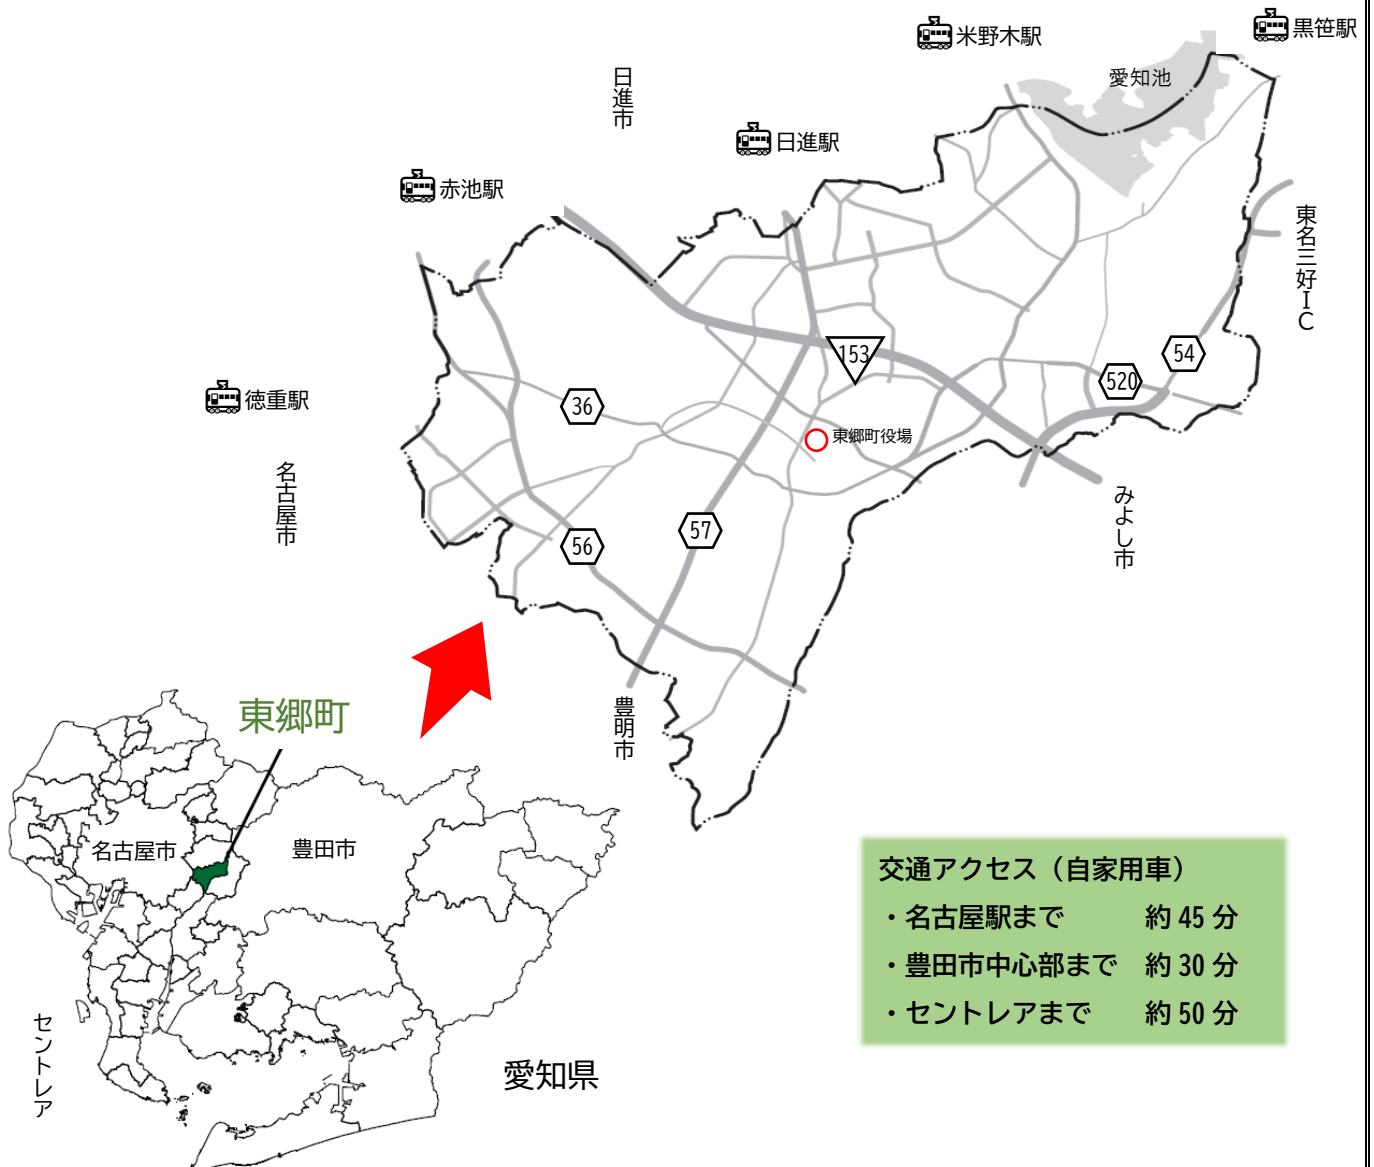 黒笹駅
米野木駅
愛知池
日進市
日進駅
赤池駅
東名三好IC
153
54
520
徳重駅
36
東郷町役場
名古屋市
みよし市
57
56
豊明市
東郷町
名古屋市
豊田市
セントレア
愛知県
交通アクセス（自家用車）
・名古屋駅まで 約 45 分
・豊田市中心部まで 約 30 分
・セントレアまで 約 50 分